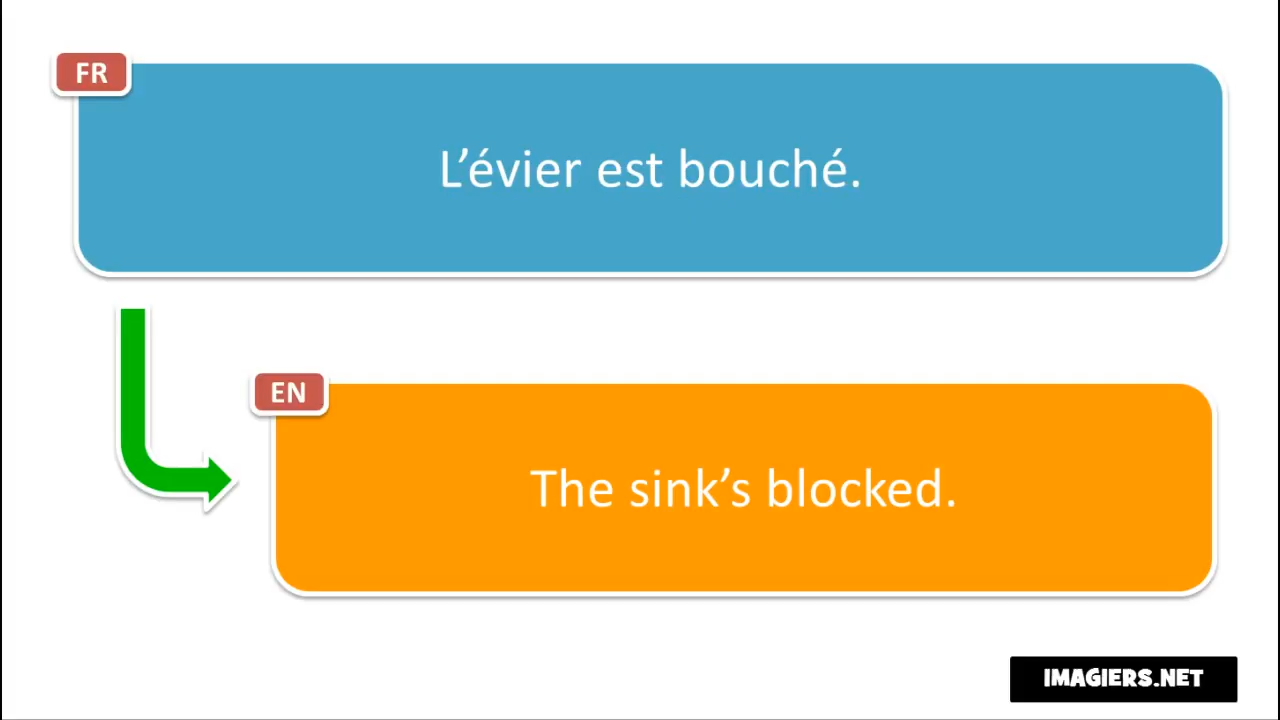 FR
L’évier est bouché.
EN
The sink’s blocked.
IMAGIERS.NET